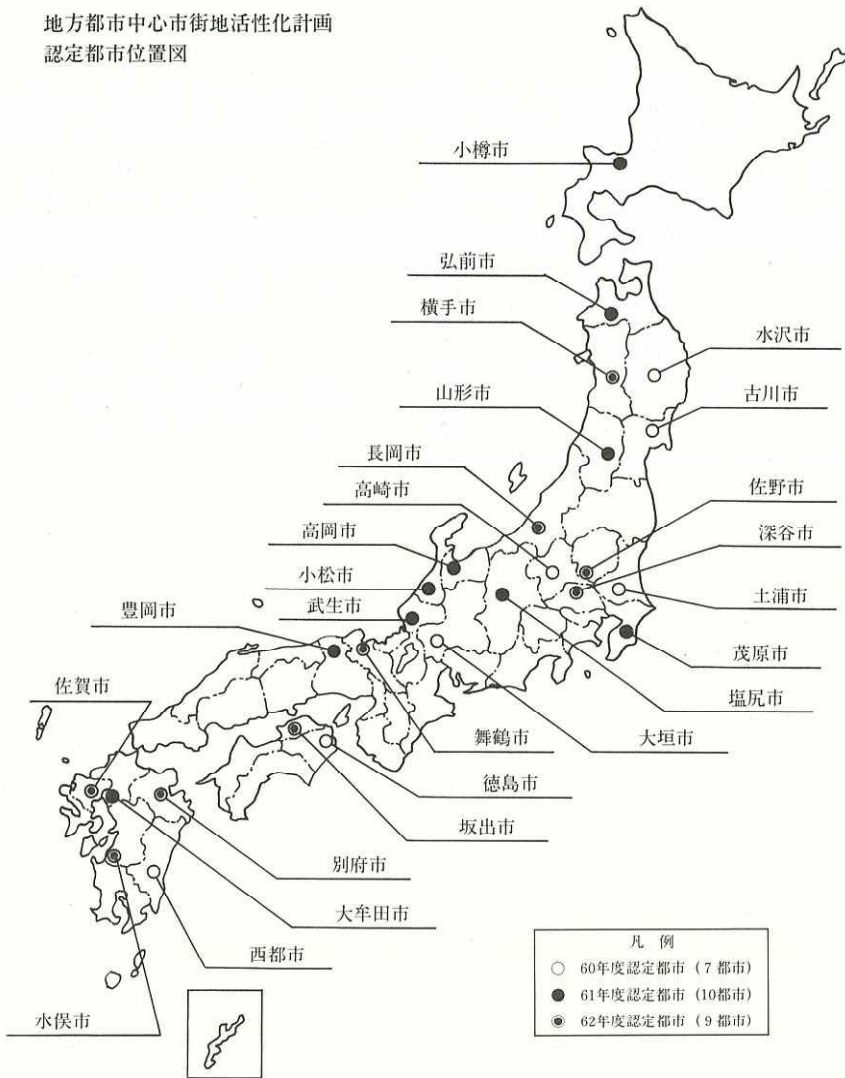 地方都市中心市街地活性化計画
認定都市位置図
小樽市
弘前市
横手市
水沢市
山形市
古川市
長岡市
高崎市
佐野市
高岡市
深谷市
小松市
武生市
土浦市
豊岡市
茂原市
佐賀市
塩尻市
舞鶴市
大垣市
徳島市
坂出市
別府市
大牟田市
西都市
水俣市
凡 例
○ 60年度認定都市 (7都市)
● 61年度認定都市 (10都市)
◉ 62年度認定都市 (9都市)